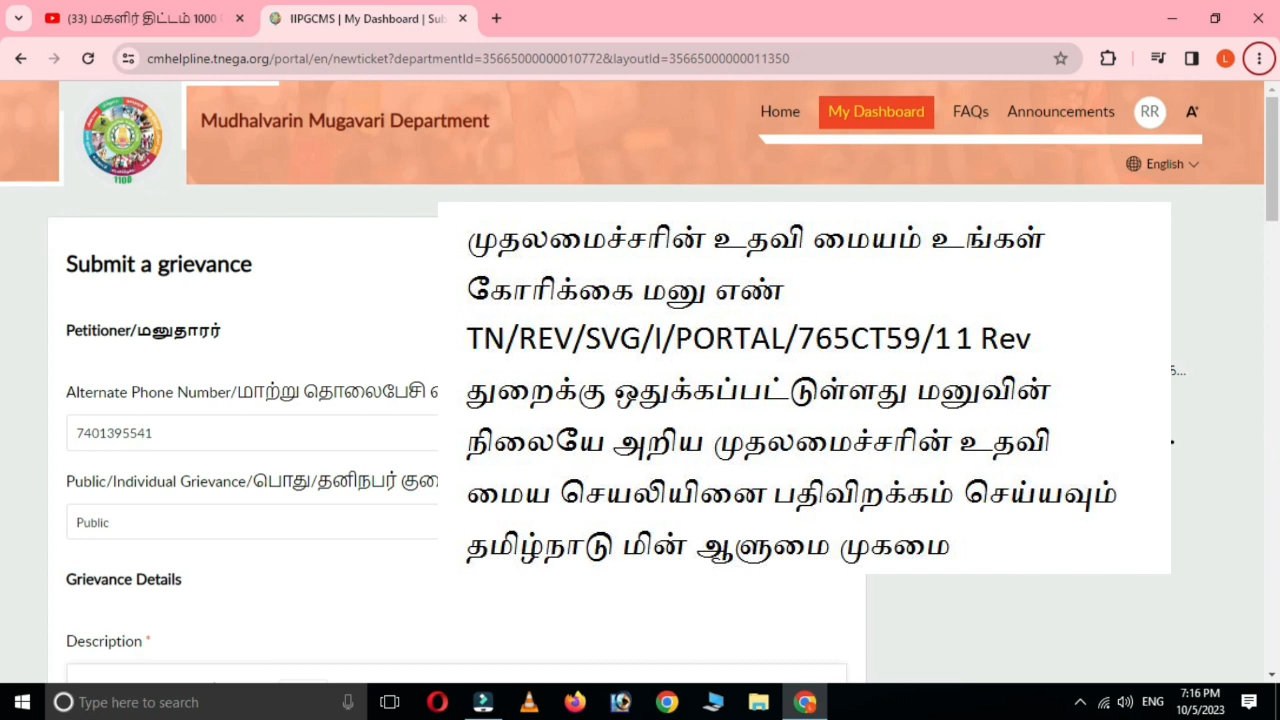 (33) மகளிர் திட்டம் 1000
IIPGCMS | My Dashboard | Sub
cmhelpline.tnega.org/portal/en/newticket?departmentId=35665000000010772&layoutId=35665000000011350
L
Mudhalvarin Mugavari Department
Home My Dashboard FAQs Announcements RR A+
English
1100
Submit a grievance
Petitioner/மனுதாரர்
Alternate Phone Number/மாற்று தொலைபேசி
7401395541
Public/Individual Grievance/பொது/தனிநபர்
Public
Grievance Details
Description *
முதலமைச்சரின் உதவி மையம் உங்கள்
கோரிக்கை மனு எண்
TN/REV/SVG/I/PORTAL/765CT59/11 Rev
துறைக்கு ஒதுக்கப்பட்டுள்ளது மனுவின்
நிலையே அறிய முதலமைச்சரின் உதவி
மைய செயலியினை பதிவிறக்கம் செய்யவும்
தமிழ்நாடு மின் ஆளுமை முகமை
Type here to search
ENG
7:16 PM
10/5/2023